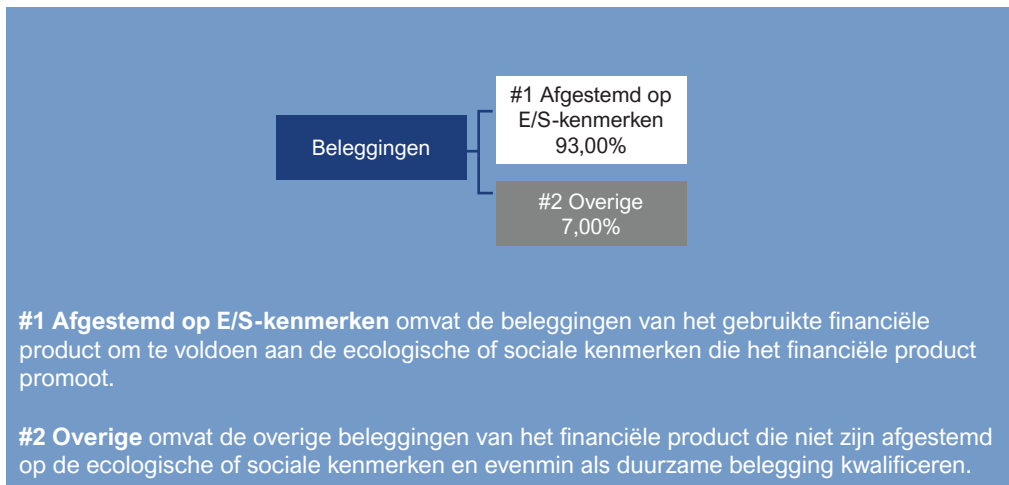 #1 Afgestemd op
E/S-kenmerken
93,00%
Beleggingen
#2 Overige
7,00%
#1 Afgestemd op E/S-kenmerken omvat de beleggingen van het gebruikte financiële
product om te voldoen aan de ecologische of sociale kenmerken die het financiële product
promoot.
#2 Overige omvat de overige beleggingen van het financiële product die niet zijn afgestemd
op de ecologische of sociale kenmerken en evenmin als duurzame belegging kwalificeren.